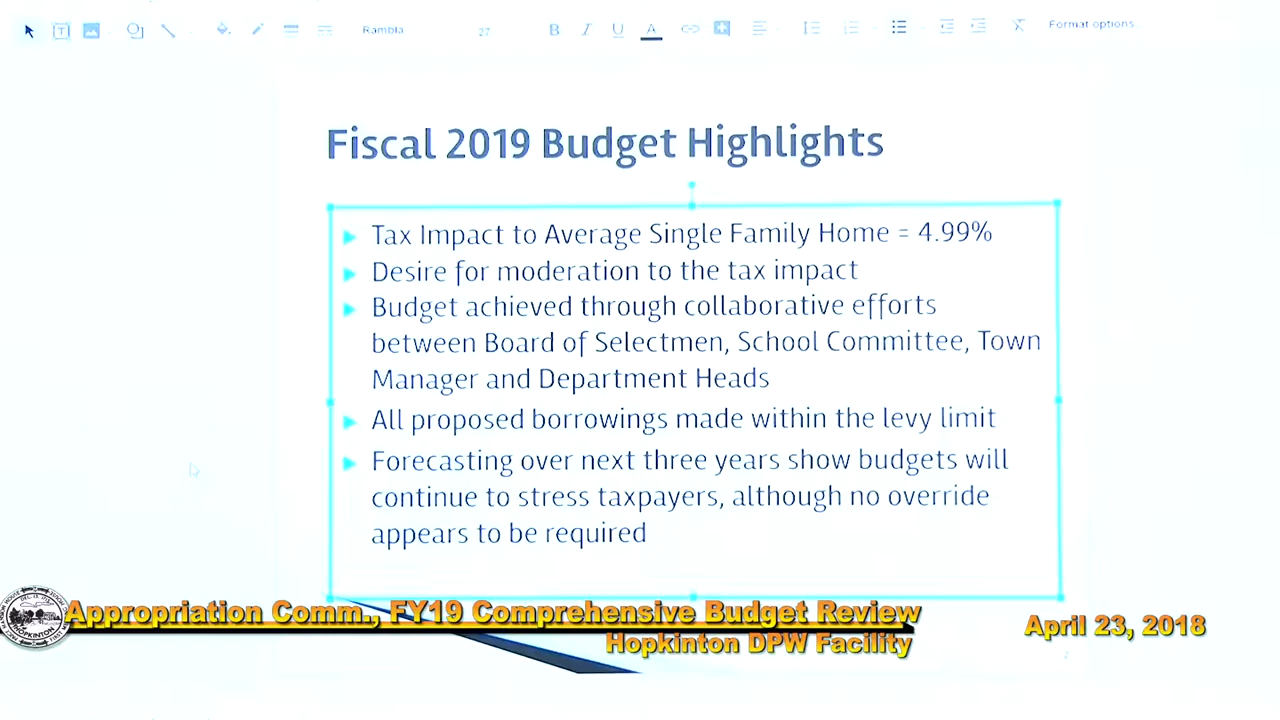 Rambla 27 B I U A Format options...
Fiscal 2019 Budget Highlights
Tax Impact to Average Single Family Home = 4.99%
Desire for moderation to the tax impact
Budget achieved through collaborative efforts
between Board of Selectmen, School Committee, Town
Manager and Department Heads
All proposed borrowings made within the levy limit
Forecasting over next three years show budgets will
continue to stress taxpayers, although no override
appears to be required
Appropriation Comm., FY19 Comprehensive Budget Review
Hopkinton DPW Facility
April 23, 2018
HOPKINTON